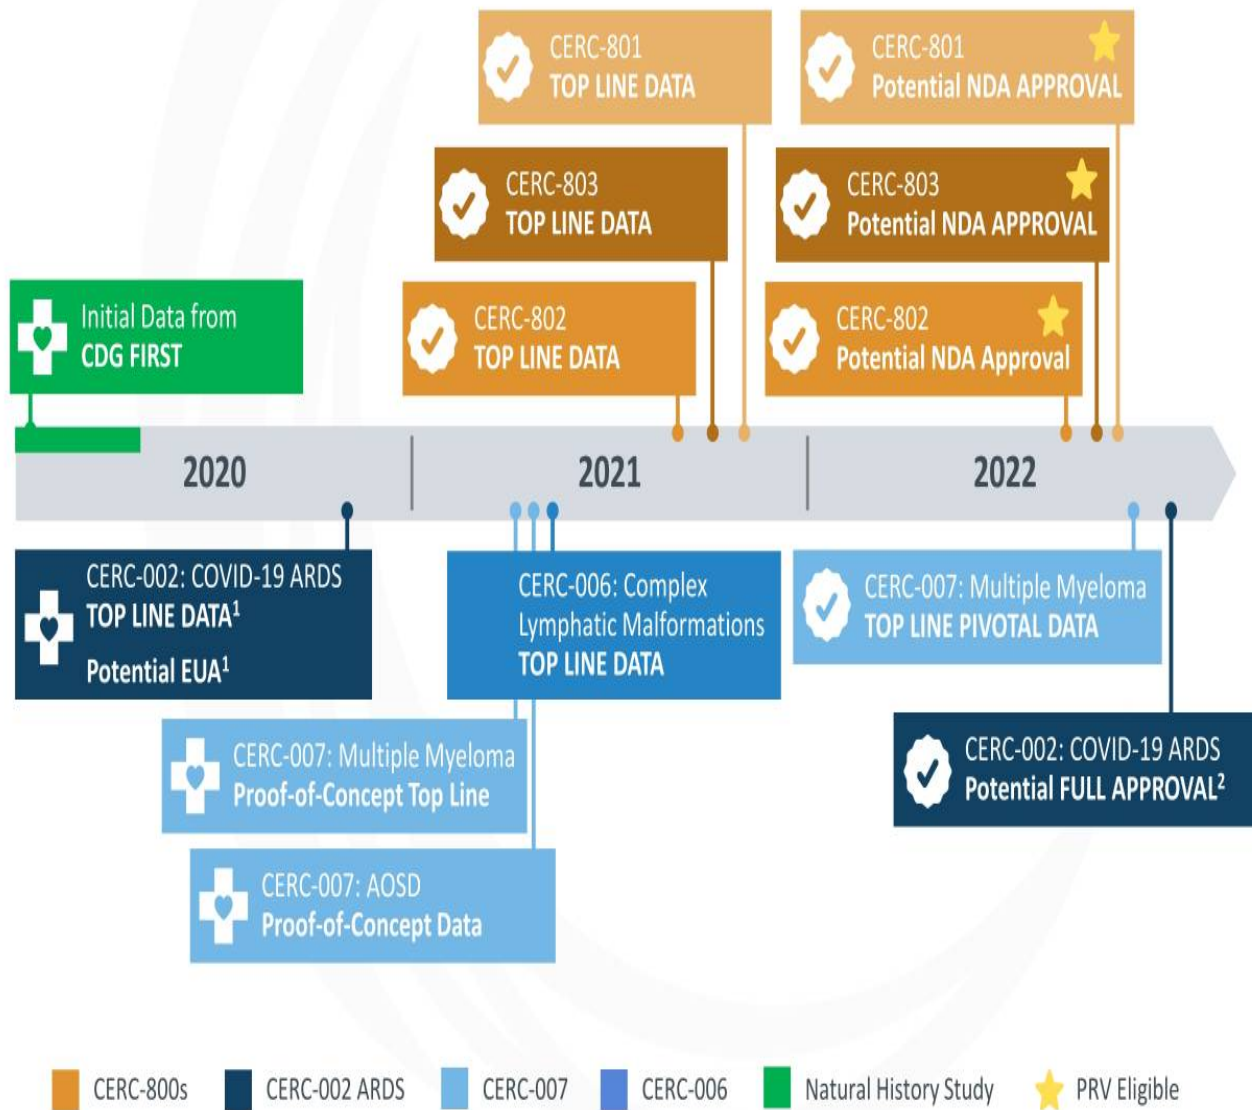 CERC-801
TOP LINE DATA
CERC-801
Potential NDA APPROVAL
CERC-803
TOP LINE DATA
CERC-803
Potential NDA APPROVAL
Initial Data from
CDG FIRST
CERC-802
TOP LINE DATA
CERC-802
Potential NDA Approval
2020
2021
2022
CERC-002: COVID-19 ARDS
TOP LINE DATA¹
Potential EUA¹
CERC-006: Complex
Lymphatic Malformations
TOP LINE DATA
CERC-007: Multiple Myeloma
TOP LINE PIVOTAL DATA
CERC-007: Multiple Myeloma
Proof-of-Concept Top Line
CERC-002: COVID-19 ARDS
Potential FULL APPROVAL²
CERC-007: AOSD
Proof-of-Concept Data
CERC-800s
CERC-002 ARDS
CERC-007
CERC-006
Natural History Study
PRV Eligible